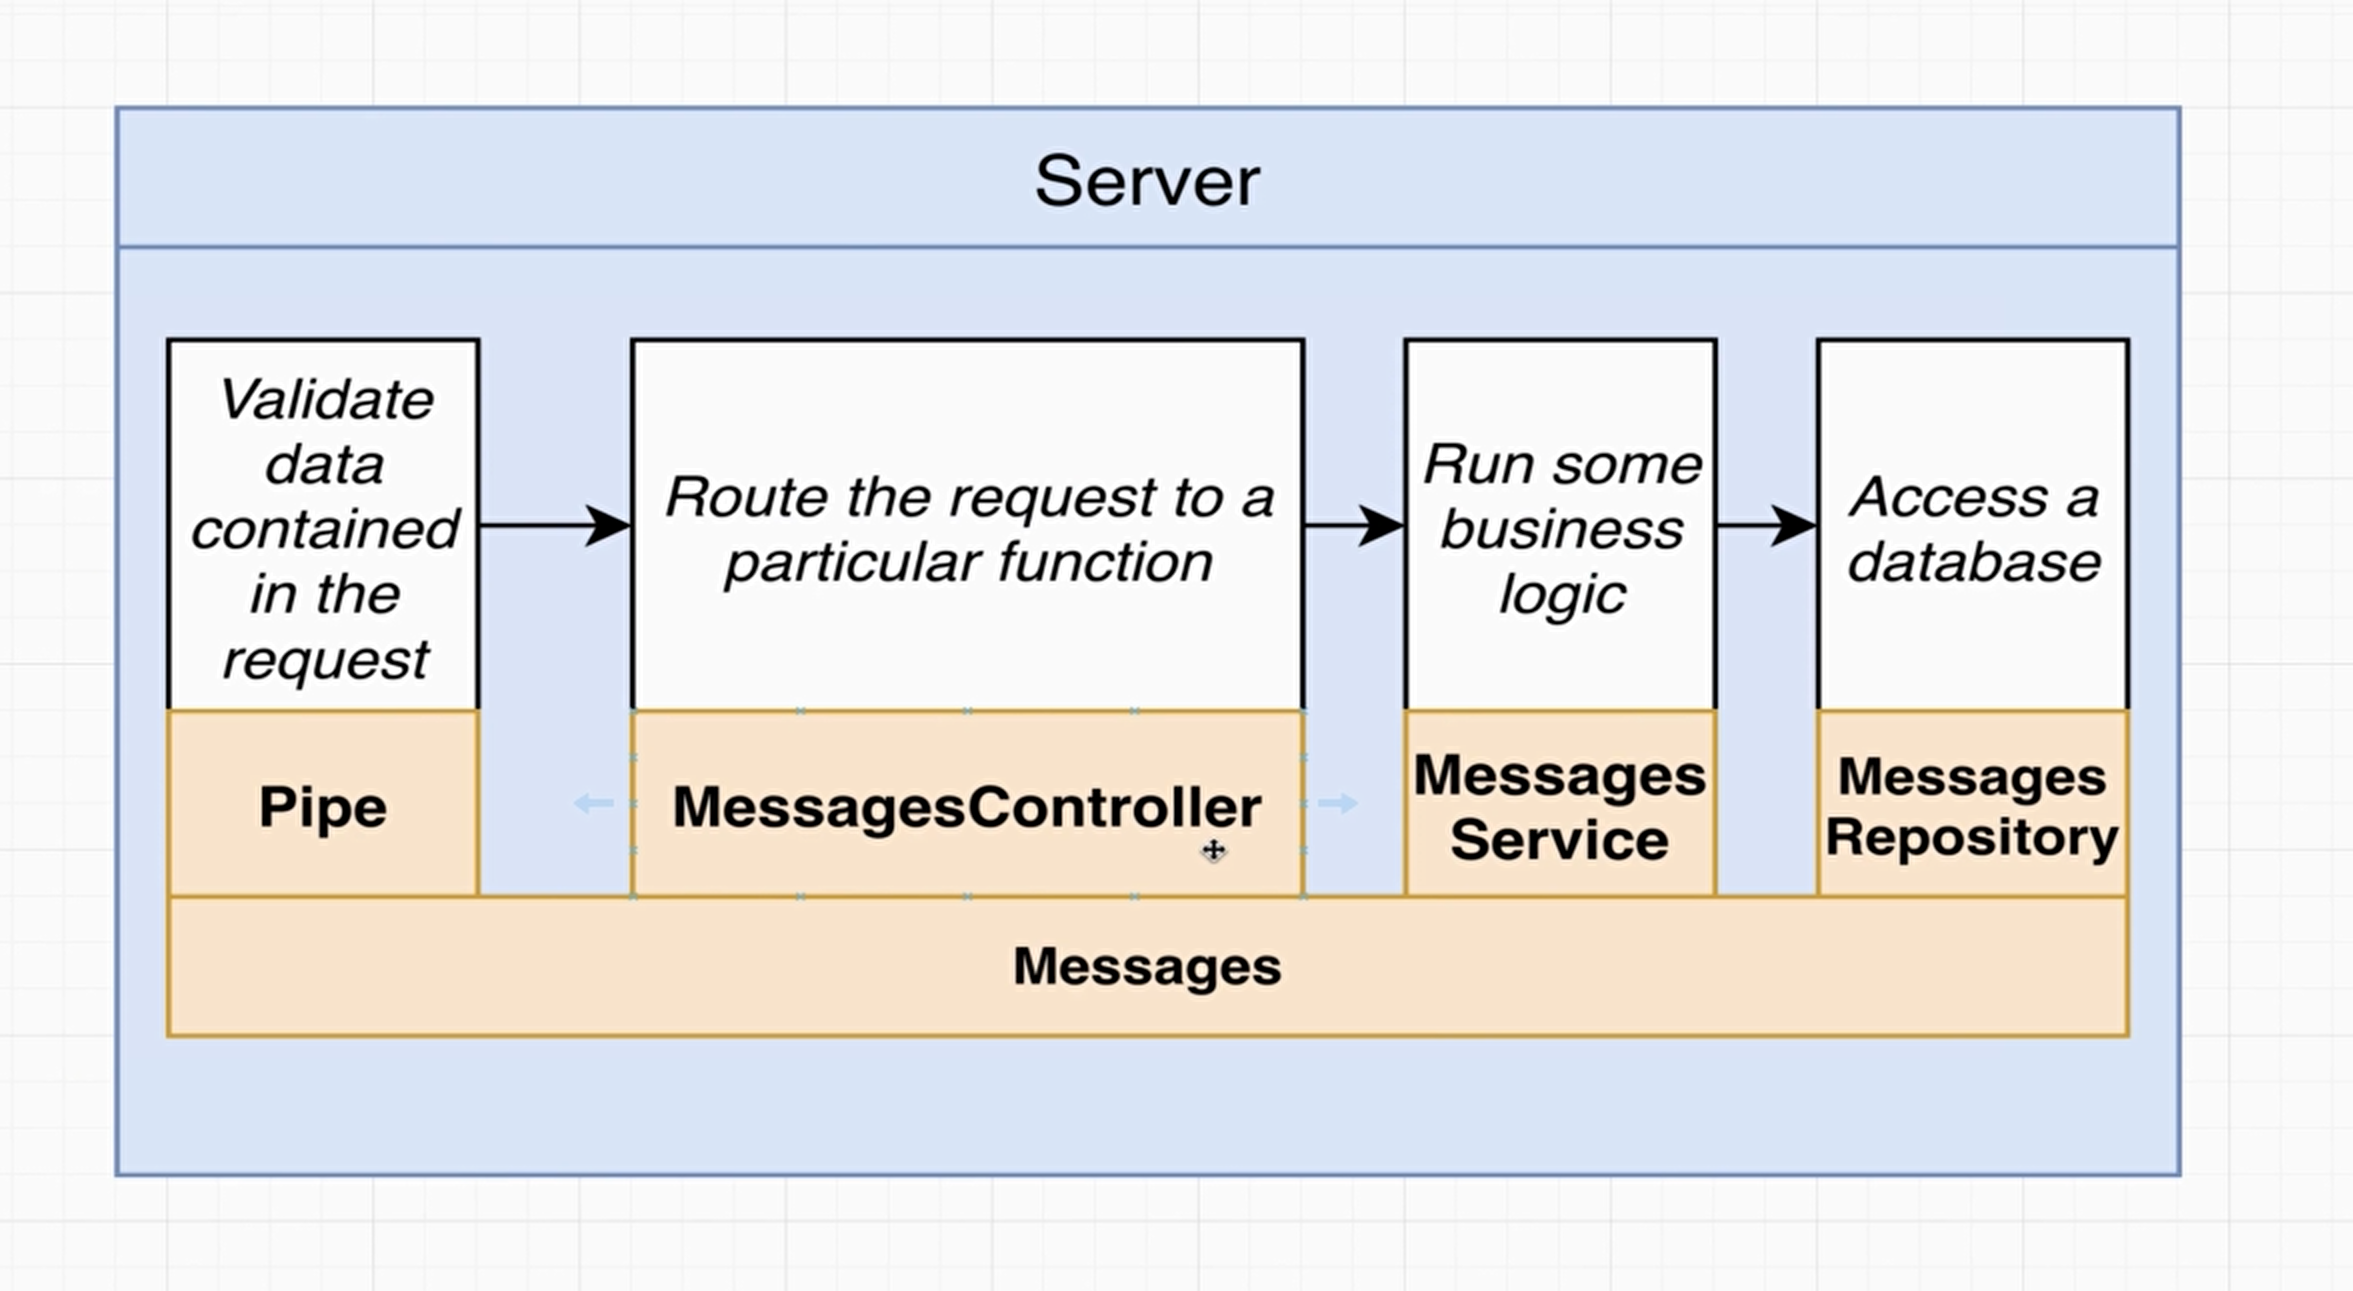 Server
Validate
data
contained
in the
request
Route the request to a
particular function
Run some
business
logic
Access a
database
Pipe
MessagesController
Messages
Service
Messages
Repository
Messages